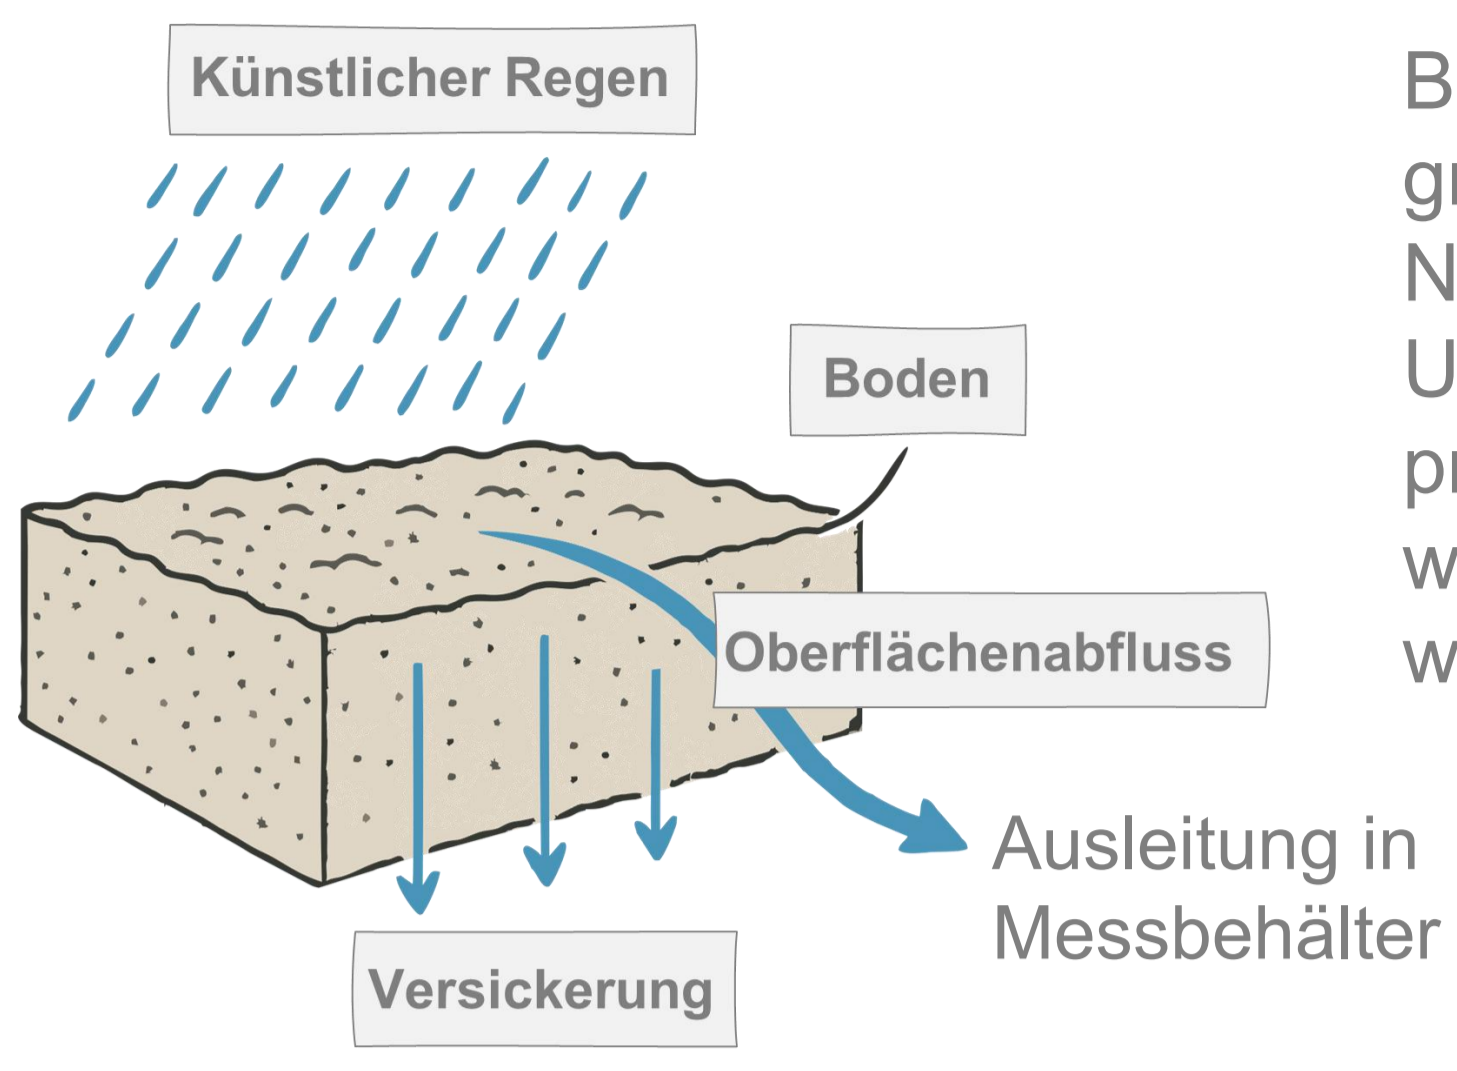 Künstlicher Regen
Boden
Oberflächenabfluss
Ausleitung in
Messbehälter
Versickerung